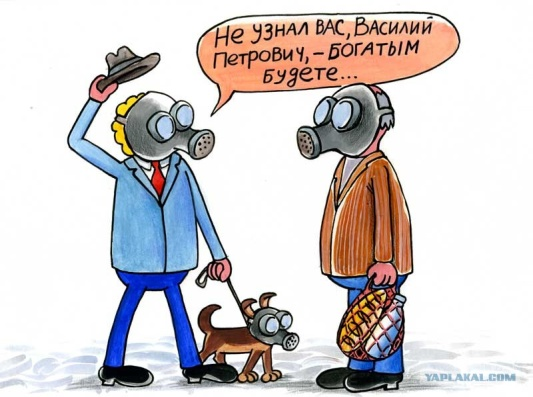 Не узнал вас, Василий
Петрович, – богатым
будете...
YAPLAKAL.COM